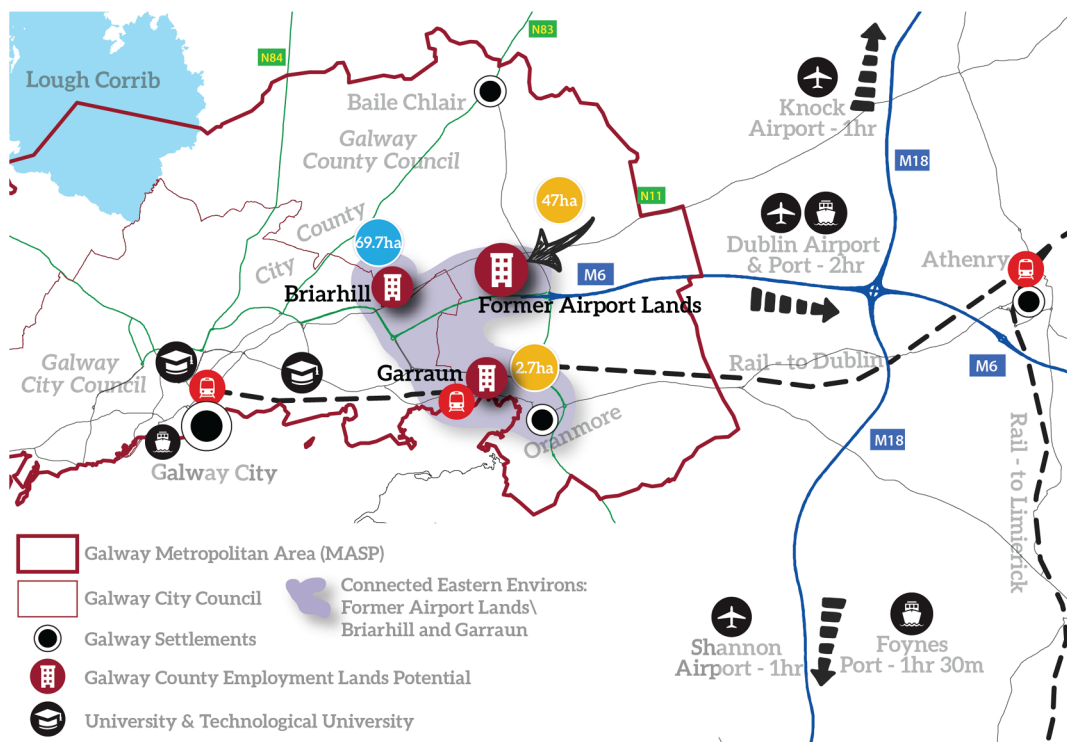 N84
N83
Lough Corrib
Baile Chlair
Galway
County Council
Knock
Airport - 1hr
M18
N11
47ha
County
City
69.7ha
Dublin Airport
& Port - 2hr
Athenry
Briarhill
M6
Former Airport Lands
Galway
City Council
Garraun
2.7ha
Rail - to Dublin
M6
Oranmore
M18
Galway City
Rail - to Limierick
Galway Metropolitan Area (MASP)
Galway City Council
Connected Eastern Environs:
Former Airport Lands\
Briarhill and Garraun
Galway Settlements
Galway County Employment Lands Potential
University & Technological University
Shannon
Airport - 1hr
Foynes
Port - 1hr 30m